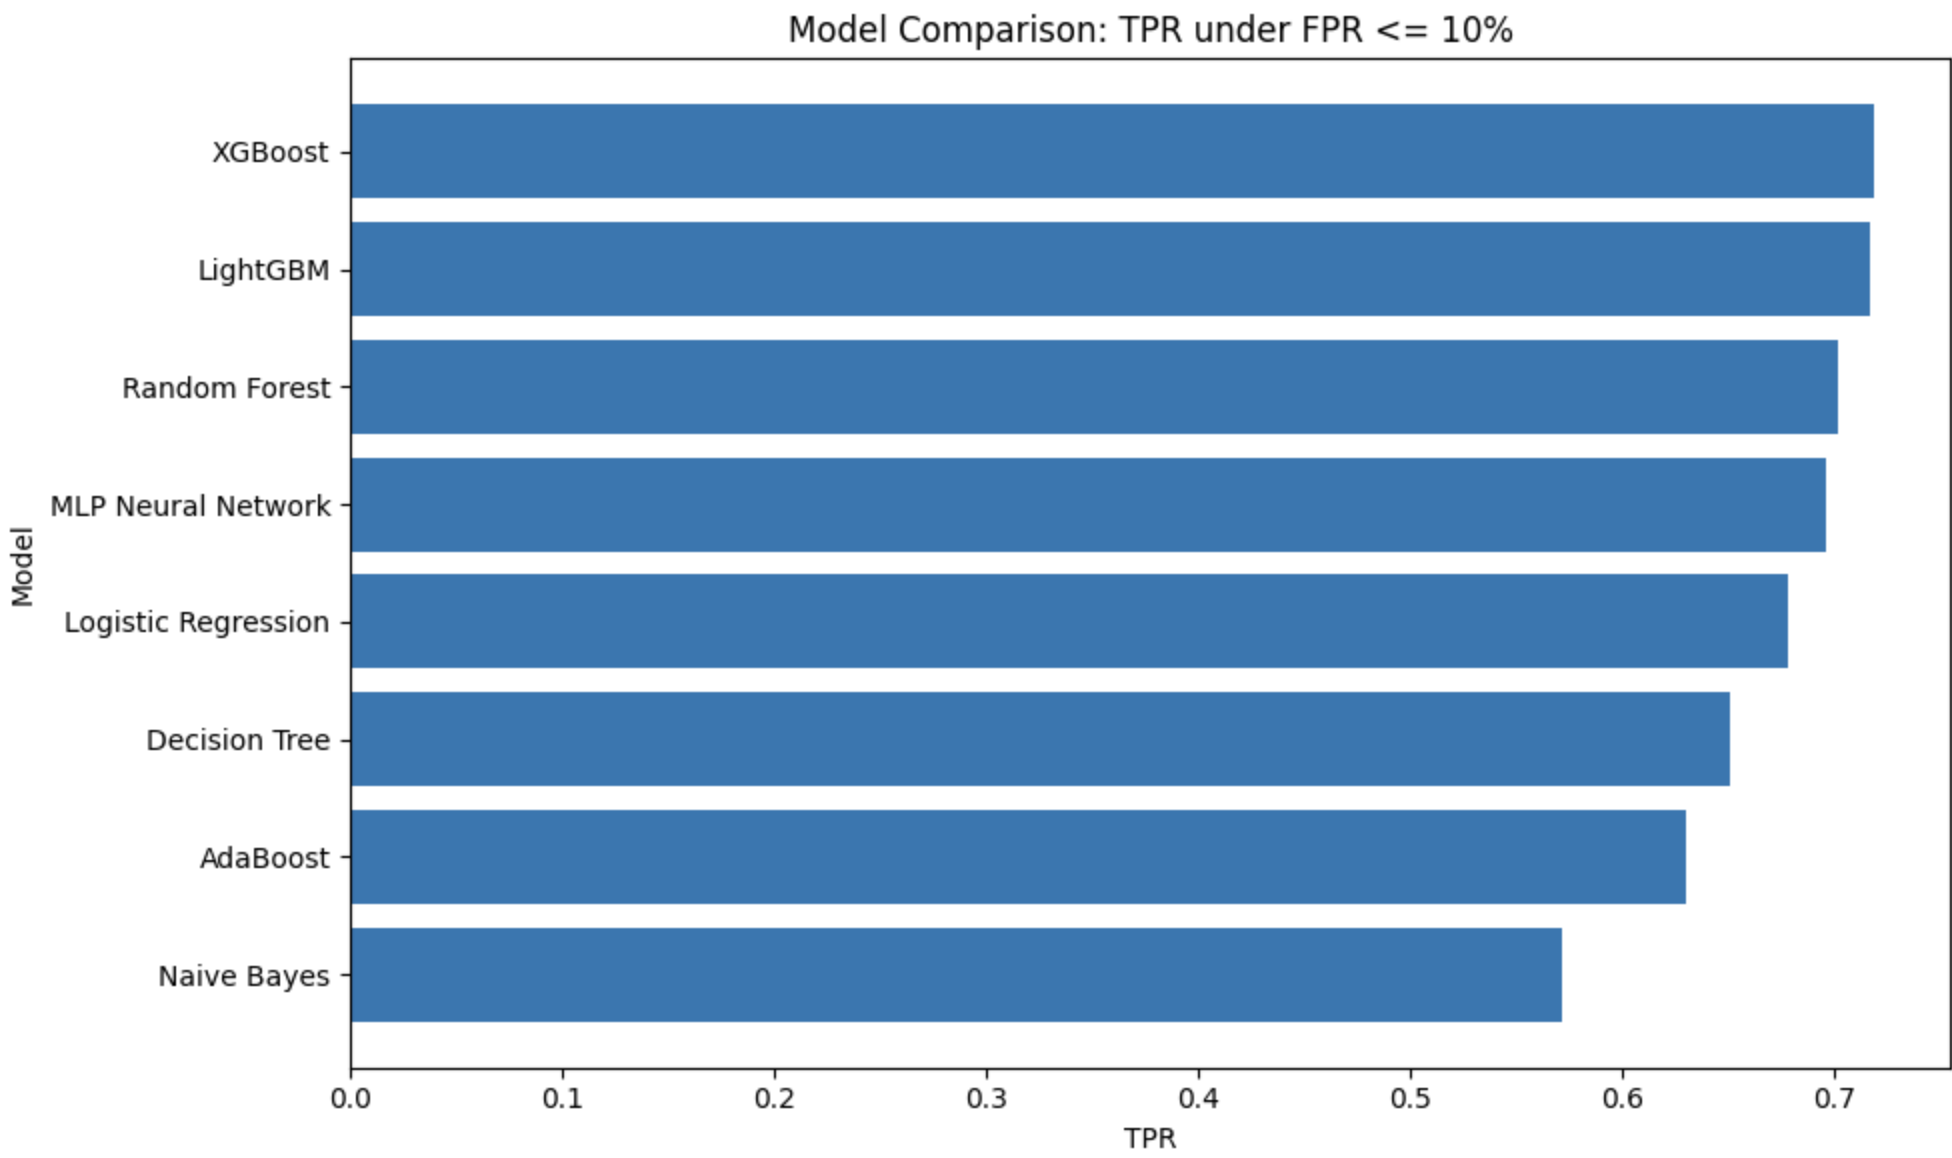 Model Comparison: TPR under FPR <= 10%
Model
XGBoost
LightGBM
Random Forest
MLP Neural Network
Logistic Regression
Decision Tree
AdaBoost
Naive Bayes
0.0 0.1 0.2 0.3 0.4 0.5 0.6 0.7
TPR